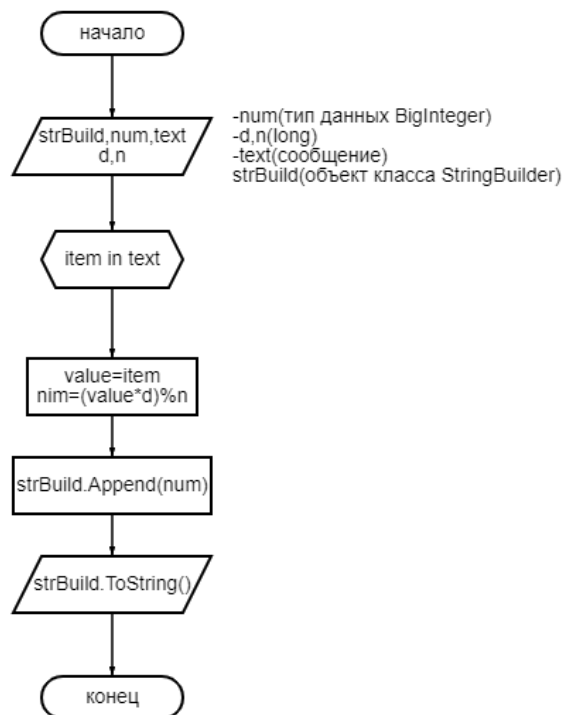 начало
strBuild,num,text
d,n
-num(тип данных BigInteger)
-d,n(long)
-text(сообщение)
strBuild(объект класса StringBuilder)
item in text
value=item
nim=(value*d)%n
strBuild.Append(num)
strBuild.ToString()
конец